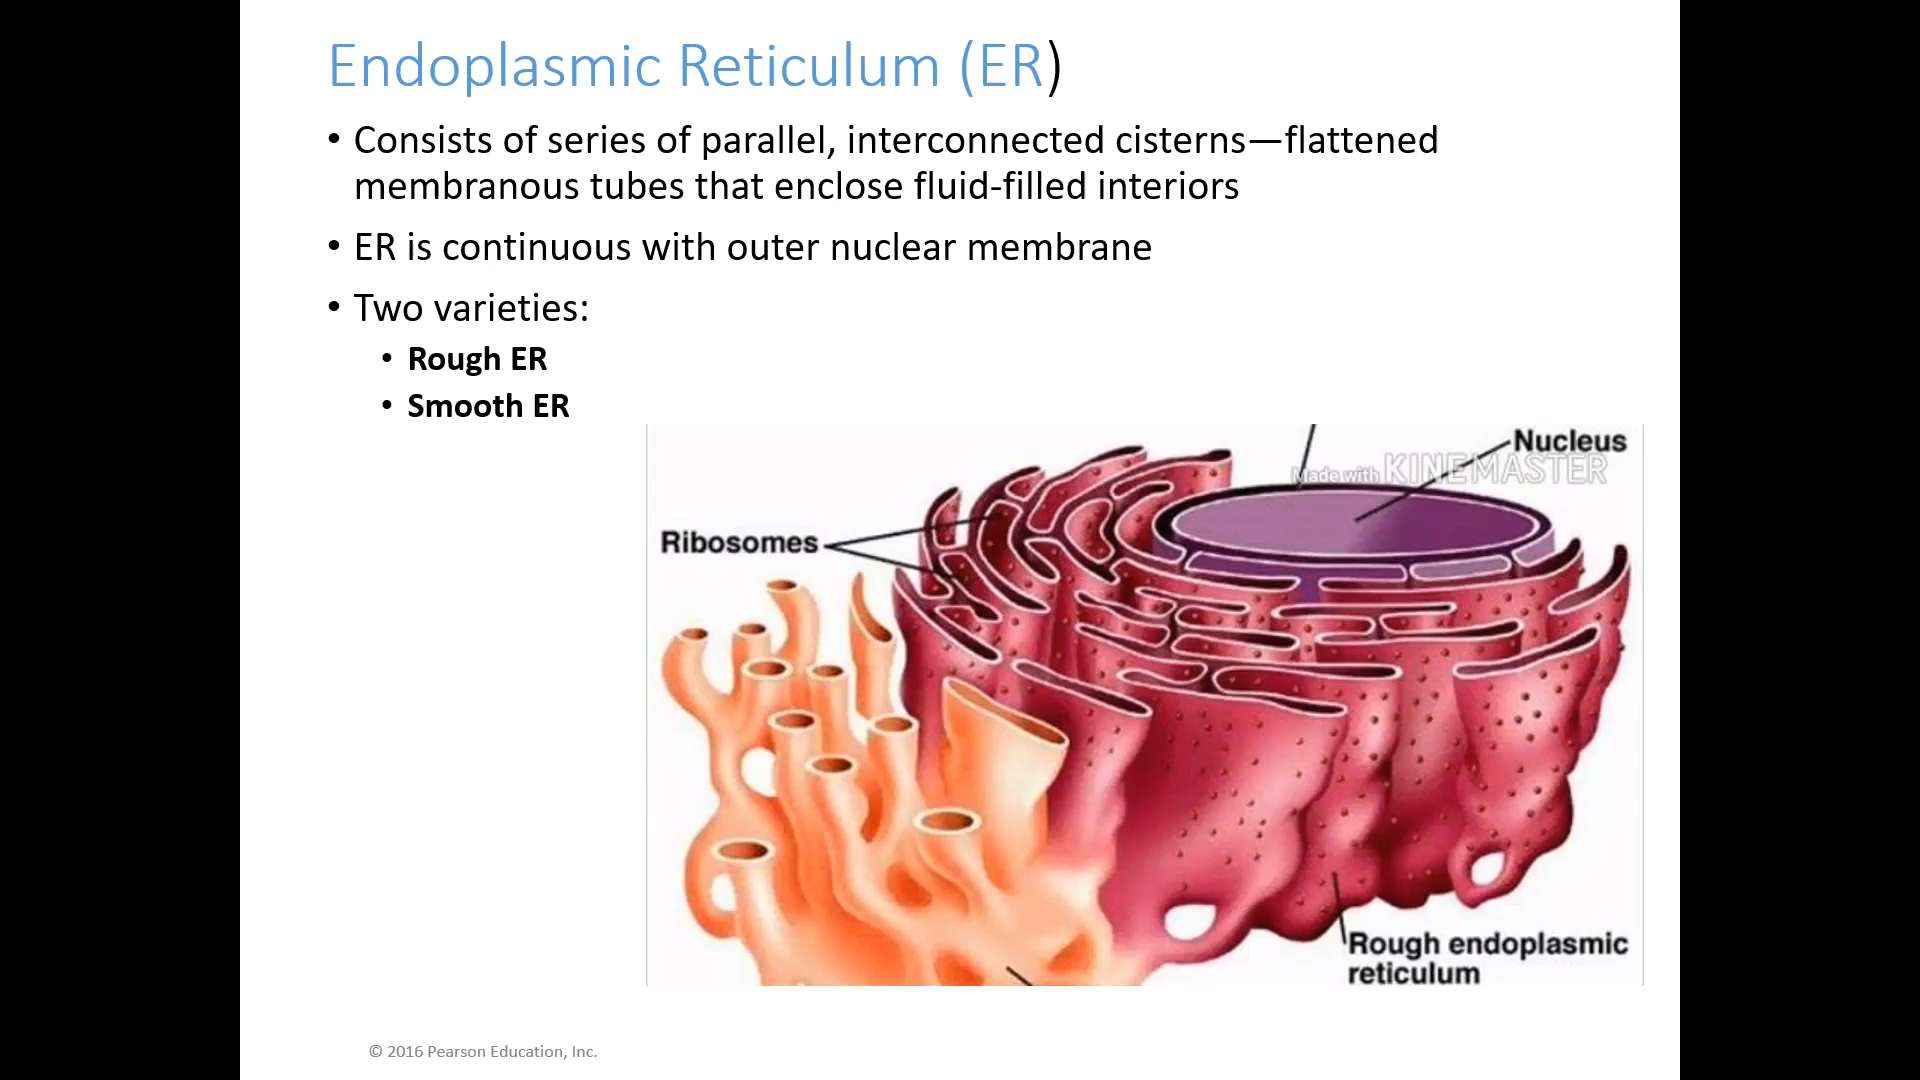 Endoplasmic Reticulum (ER)
• Consists of series of parallel, interconnected cisterns—flattened
membranous tubes that enclose fluid-filled interiors
• ER is continuous with outer nuclear membrane
• Two varieties:
• Rough ER
• Smooth ER
Nucleus
Made with KINEMASTER
Ribosomes
Rough endoplasmic
reticulum
© 2016 Pearson Education, Inc.